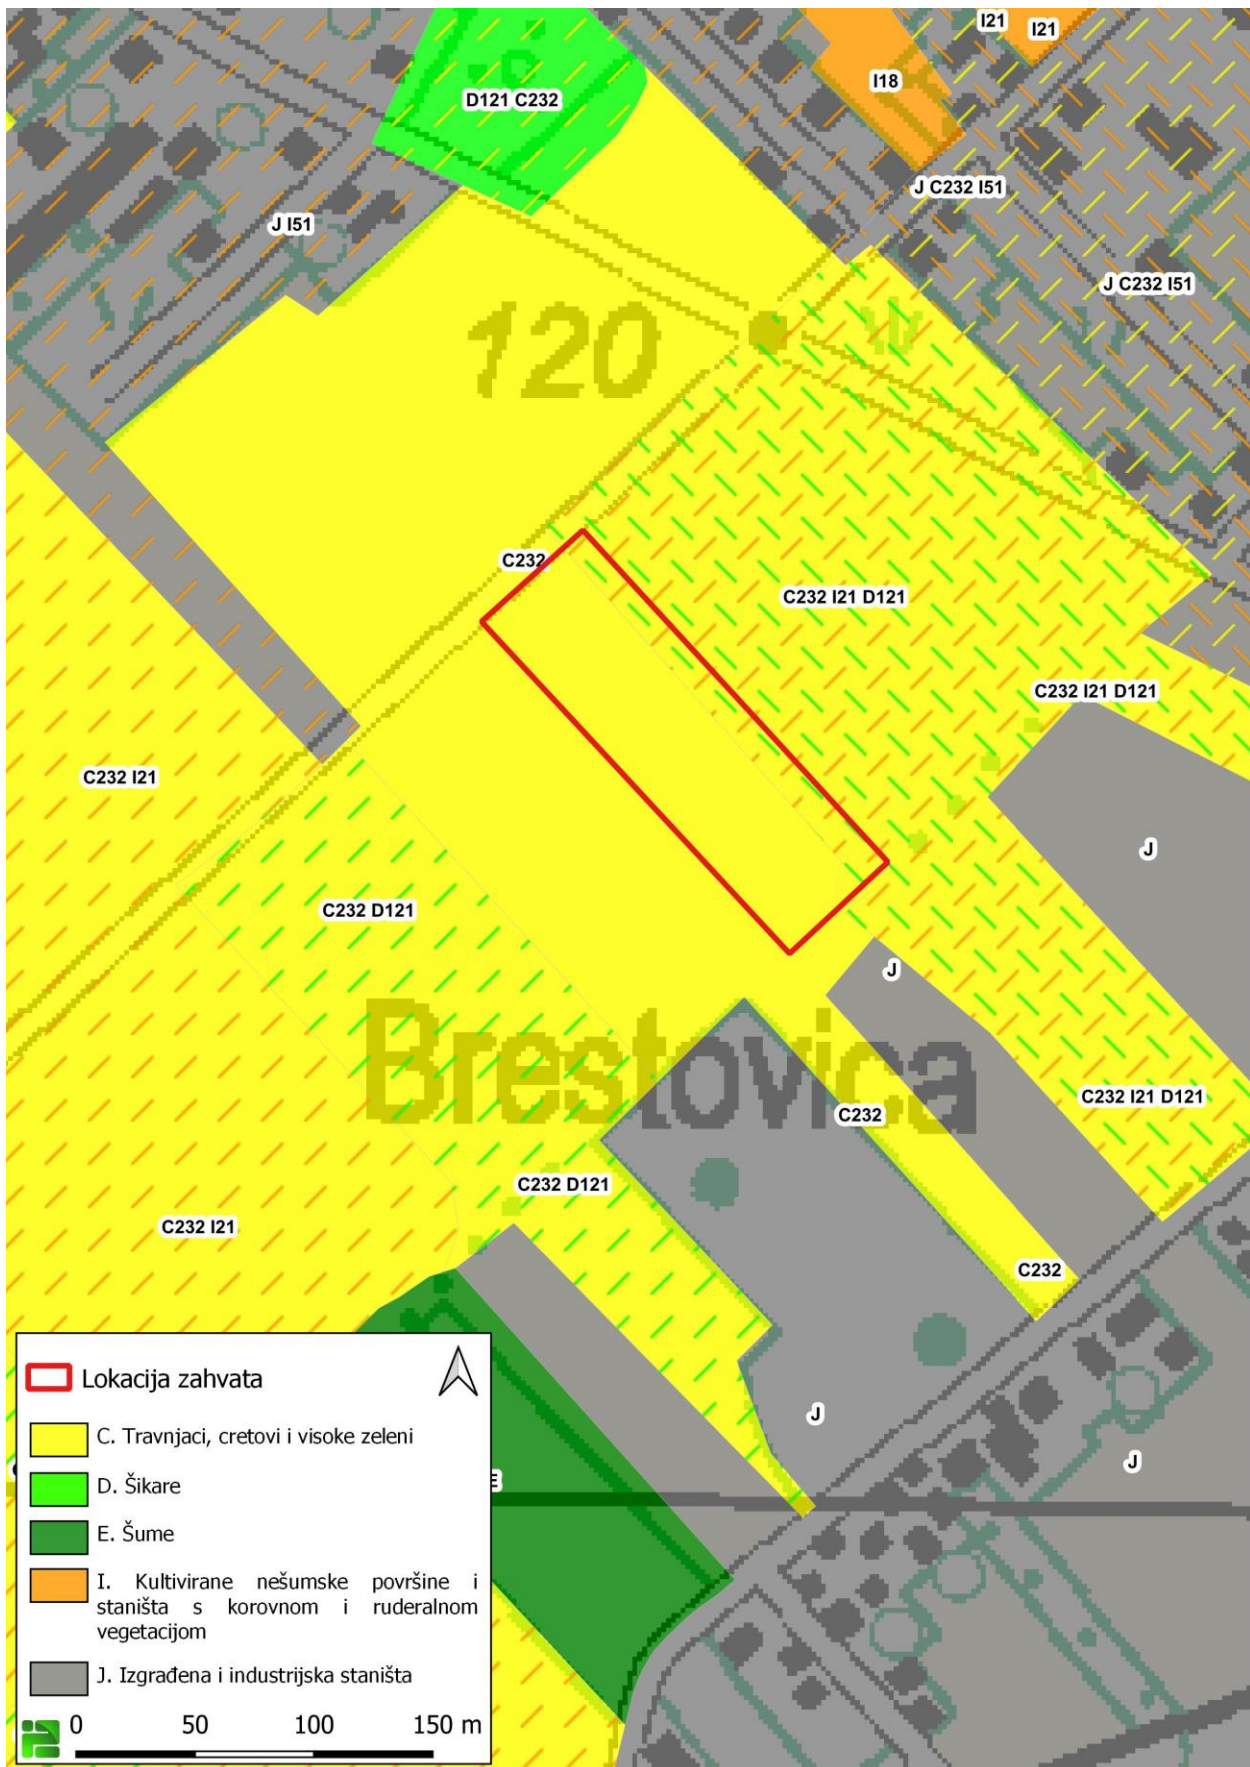 I21
I21
I18
D121 C232
J C232 I51
J I51
J C232 I51
120
C232
C232 I21 D121
C232 I21 D121
C232 I21
J
C232 D121
J
Brestovica
C232 I21 D121
C232
C232 D121
C232 I21
C232
J
J
E
Lokacija zahvata
C. Travnjaci, cretovi i visoke zeleni
D. Šikare
E. Šume
I. Kultivirane nešumske površine i
staništa s korovnom i ruderalnom
vegetacijom
J. Izgrađena i industrijska staništa
0 50 100 150 m